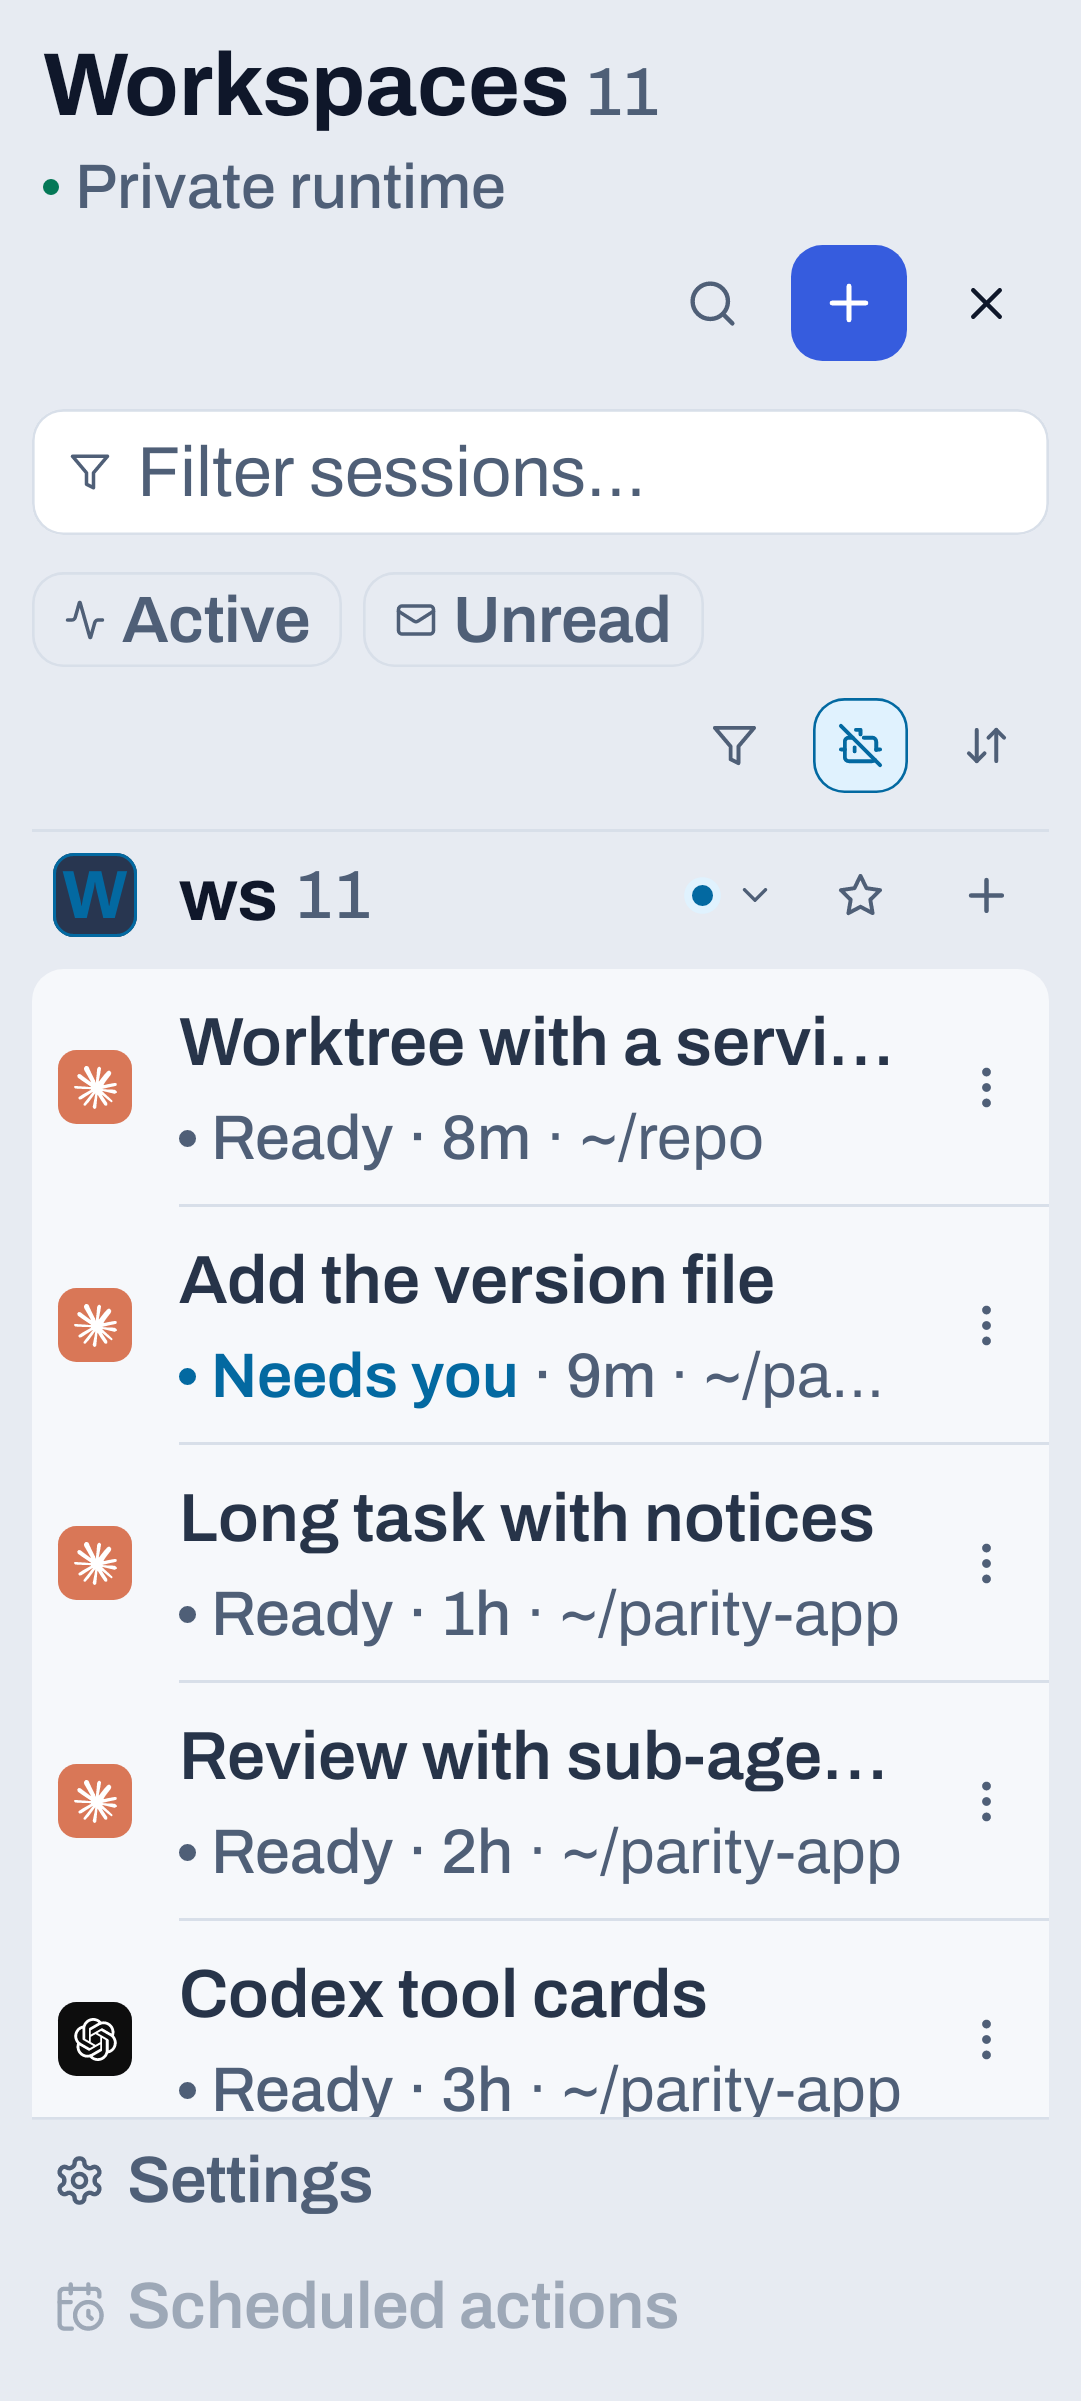 Workspaces 11
• Private runtime
Filter sessions...
Active
Unread
W ws 11
Worktree with a servi...
• Ready · 8m · ~/repo
Add the version file
• Needs you · 9m · ~/pa...
Long task with notices
• Ready · 1h · ~/parity-app
Review with sub-age...
• Ready · 2h · ~/parity-app
Codex tool cards
• Ready · 3h · ~/parity-app
Settings
Scheduled actions